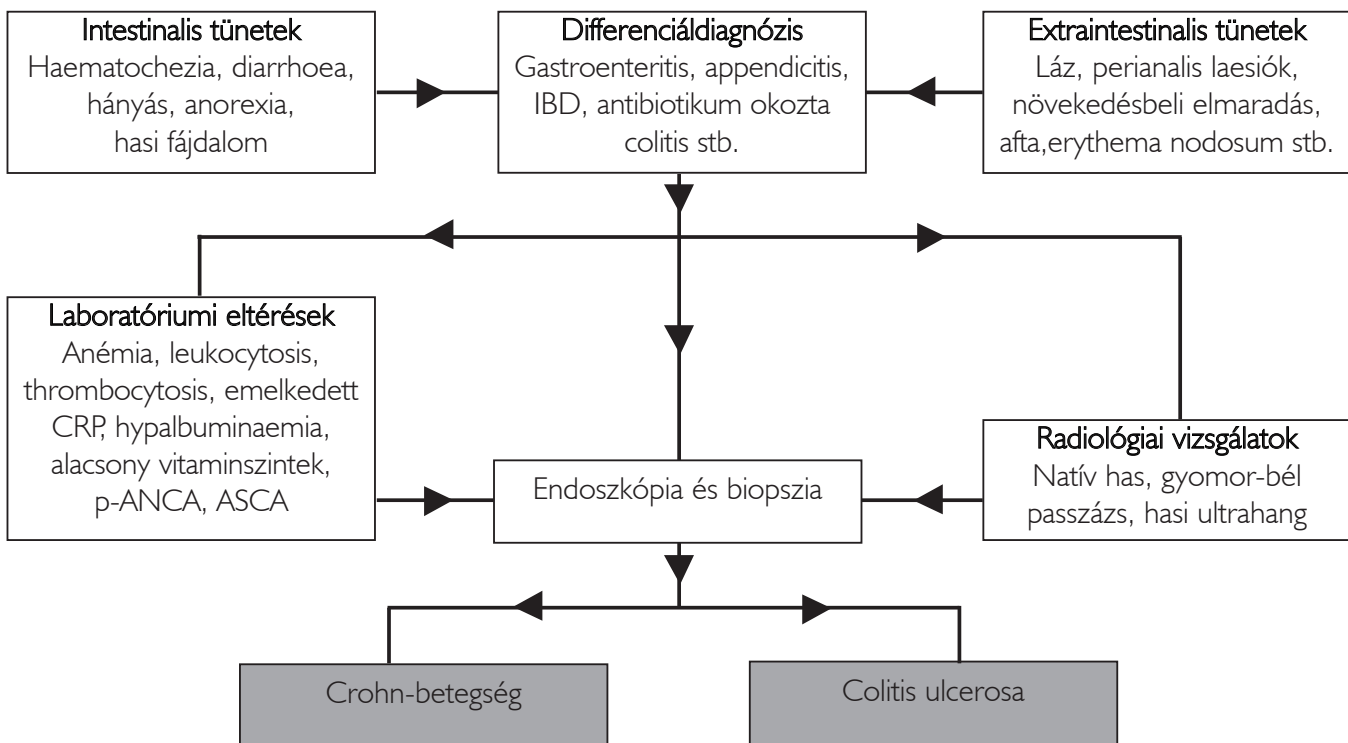 Intestinalis tünetek
Haematochezia, diarrhoea,
hányás, anorexia,
hasi fájdalom
Differenciáldiagnózis
Gastroenteritis, appendicitis,
IBD, antibiotikum okozta
colitis stb.
Extraintestinalis tünetek
Láz, perianalis laesiók,
növekedésbeli elmaradás,
afta,erythema nodosum stb.
Laboratóriumi eltérések
Anémia, leukocytosis,
thrombocytosis, emelkedett
CRP, hypalbuminaemia,
alacsony vitaminszintek,
p-ANCA, ASCA
Endoszkópia és biopszia
Radiológiai vizsgálatok
Natív has, gyomor-bél
passzázs, hasi ultrahang
Crohn-betegség
Colitis ulcerosa